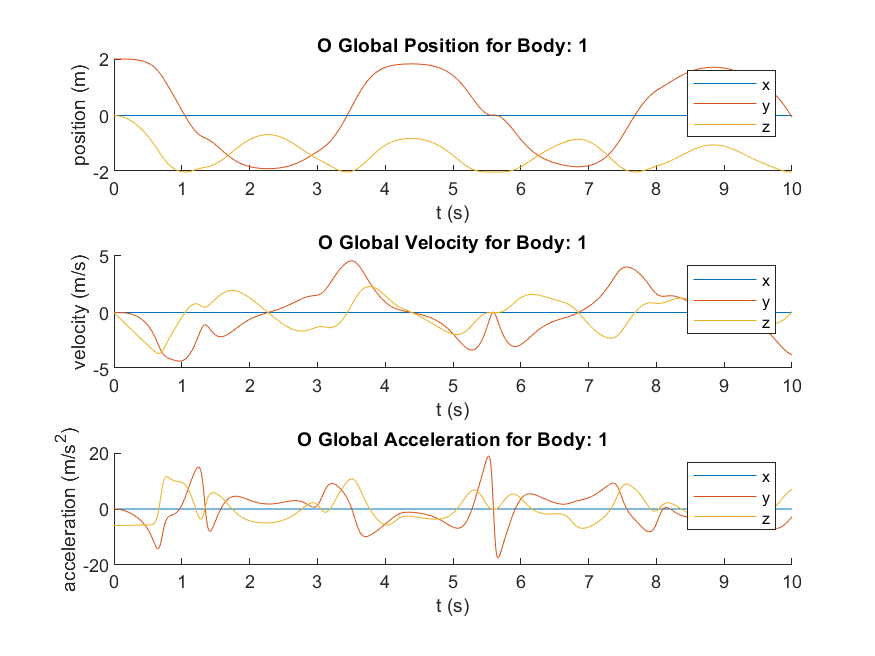 O Global Position for Body: 1
position (m)
2
0
-2
x
y
z
0 1 2 3 4 5 6 7 8 9 10
t (s)
O Global Velocity for Body: 1
velocity (m/s)
5
0
-5
x
y
z
0 1 2 3 4 5 6 7 8 9 10
t (s)
O Global Acceleration for Body: 1
acceleration (m/s²)
20
0
-20
x
y
z
0 1 2 3 4 5 6 7 8 9 10
t (s)